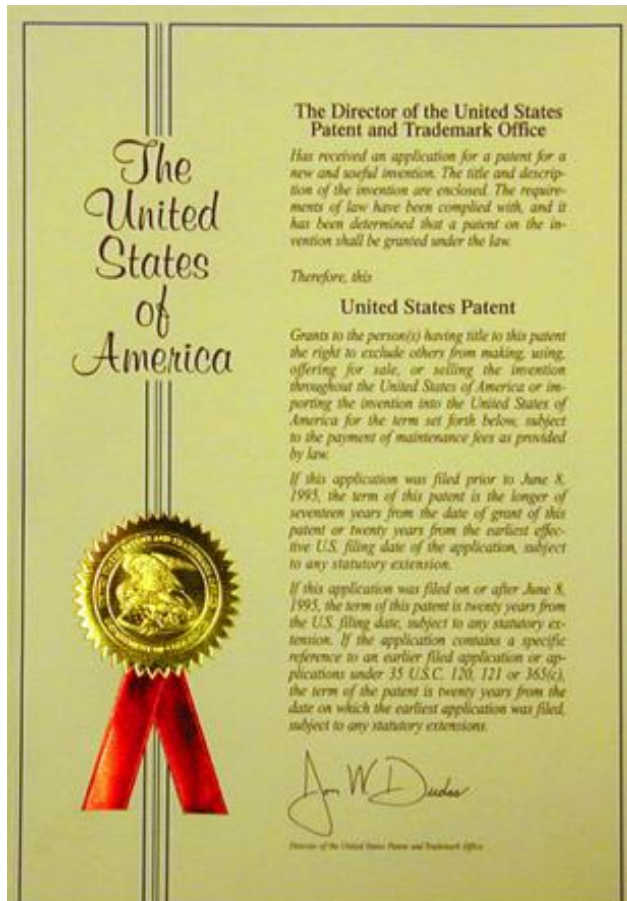 The
United
States
of
America
The Director of the United States
Patent and Trademark Office
Has received an application for a patent for a
new and useful invention. The title and descrip-
tion of the invention are enclosed. The require-
ments of law have been complied with, and it
has been determined that a patent on the in-
vention shall be granted under the law.
Therefore, this
United States Patent
Grants to the person(s) having title to this patent
the right to exclude others from making, using,
offering for sale, or selling the invention
throughout the United States of America or im-
porting the invention into the United States of
America for the term set forth below, subject
to the payment of maintenance fees as provided
by law.
If this application was filed prior to June 8,
1995, the term of this patent is the longer of
seventeen years from the date of grant of this
patent or twenty years from the earliest effec-
tive U.S. filing date of the application, subject
to any statutory extension.
If this application was filed on or after June 8,
1995, the term of this patent is twenty years from
the U.S. filing date, subject to any statutory ex-
tension. If the application contains a specific
reference to an earlier filed application or ap-
plications under 35 U.S.C. 120, 121 or 365(c),
the term of the patent is twenty years from the
date on which the earliest application was filed,
subject to any statutory extensions.
Jon W Dudas
Director of the United States Patent and Trademark Office